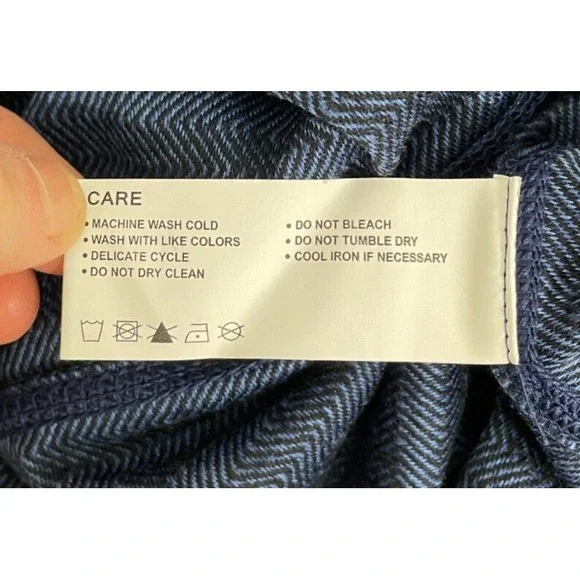 CARE
• MACHINE WASH COLD
• WASH WITH LIKE COLORS
• DELICATE CYCLE
• DO NOT DRY CLEAN
• DO NOT BLEACH
• DO NOT TUMBLE DRY
• COOL IRON IF NECESSARY